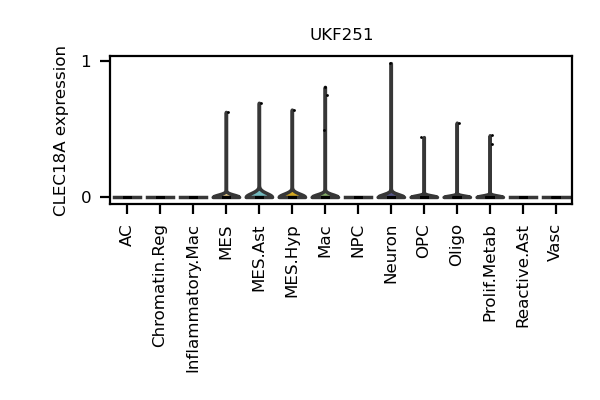 UKF251
CLEC18A expression
1
0
AC
Chromatin.Reg
Inflammatory.Mac
MES
MES.Ast
MES.Hyp
Mac
NPC
Neuron
OPC
Oligo
Prolif.Metab
Reactive.Ast
Vasc